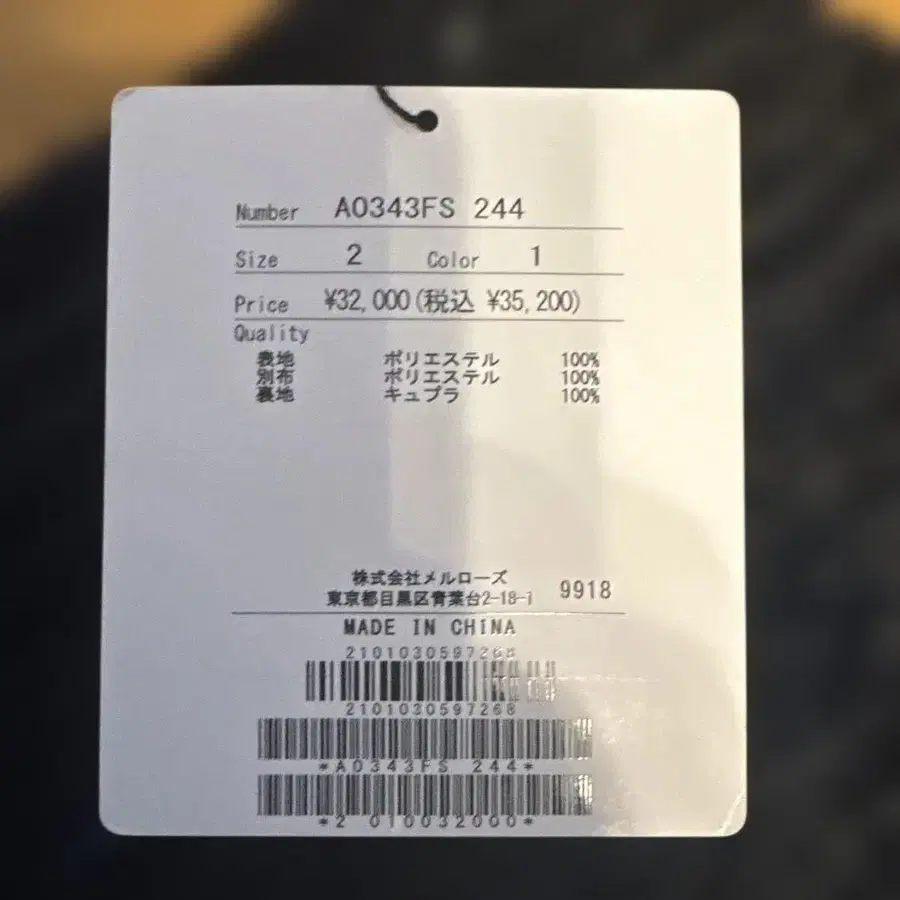 Number A0343FS 244
Size 2 Color 1
Price ¥32,000(税込 ¥35,200)
Quality
表地 ポリエステル 100%
別布 ポリエステル 100%
裏地 キュプラ 100%
株式会社メルローズ
東京都目黒区青葉台2-18-1 9918
MADE IN CHINA
2101030597268
2101030597268
*A0343FS 244*
*2 010032000*